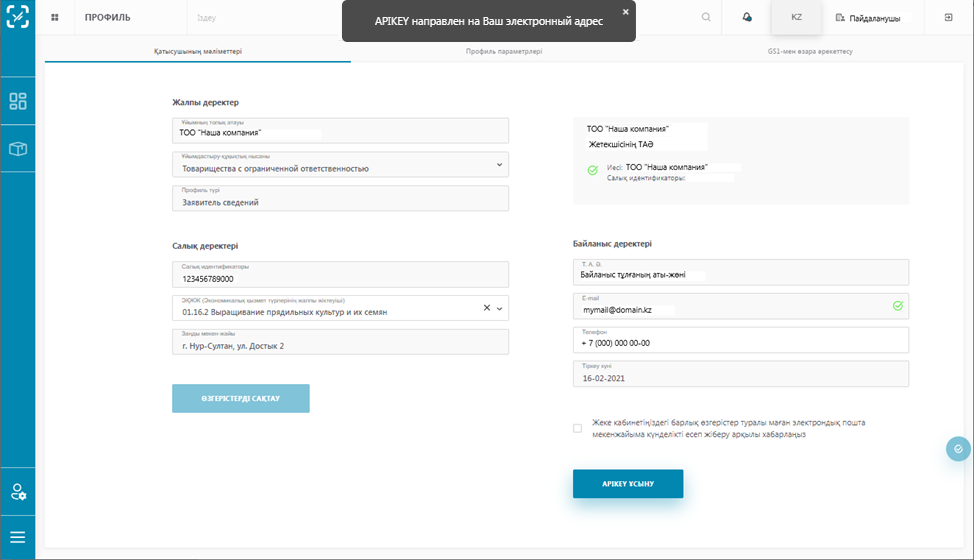 ПРОФИЛЬ
Іздеу
APIKEY направлен на Ваш электронный адрес
KZ
Пайдаланушы
Қатысушының мәліметтері
Профиль параметрлері
GS1-мен өзара әрекеттесу
Жалпы деректер
Ұйымның толық атауы
ТОО "Наша компания"
Ұйымдастыру-құқықтық нысаны
Товарищества с ограниченной ответственностью
Профиль түрі
Заявитель сведений
ТОО "Наша компания"
Жетекшісінің ТАӘ
Иесі: ТОО "Наша компания"
Салық идентификаторы:
Салық деректері
Салық идентификаторы
123456789000
ЭҚЖЖ (Экономикалық қызмет түрлерінің жалпы жіктеуіші)
01.16.2 Выращивание прядильных культур и их семян
Заңды мекен-жайы
г. Нур-Султан, ул. Достык 2
ӨЗГЕРІСТЕРДІ САҚТАУ
Байланыс деректері
Т. А. Ә.
Байланыс тұлғаның аты-жөні
E-mail
mymail@domain.kz
Телефон
+ 7 (000) 000 00-00
Тіркеу күні
16-02-2021
Жеке кабинетіңіздегі барлық өзгерістер туралы маған электрондық пошта
мекенжайыма күнделікті есеп жіберу арқылы хабарлаңыз
APIKEY ҰСЫНУ